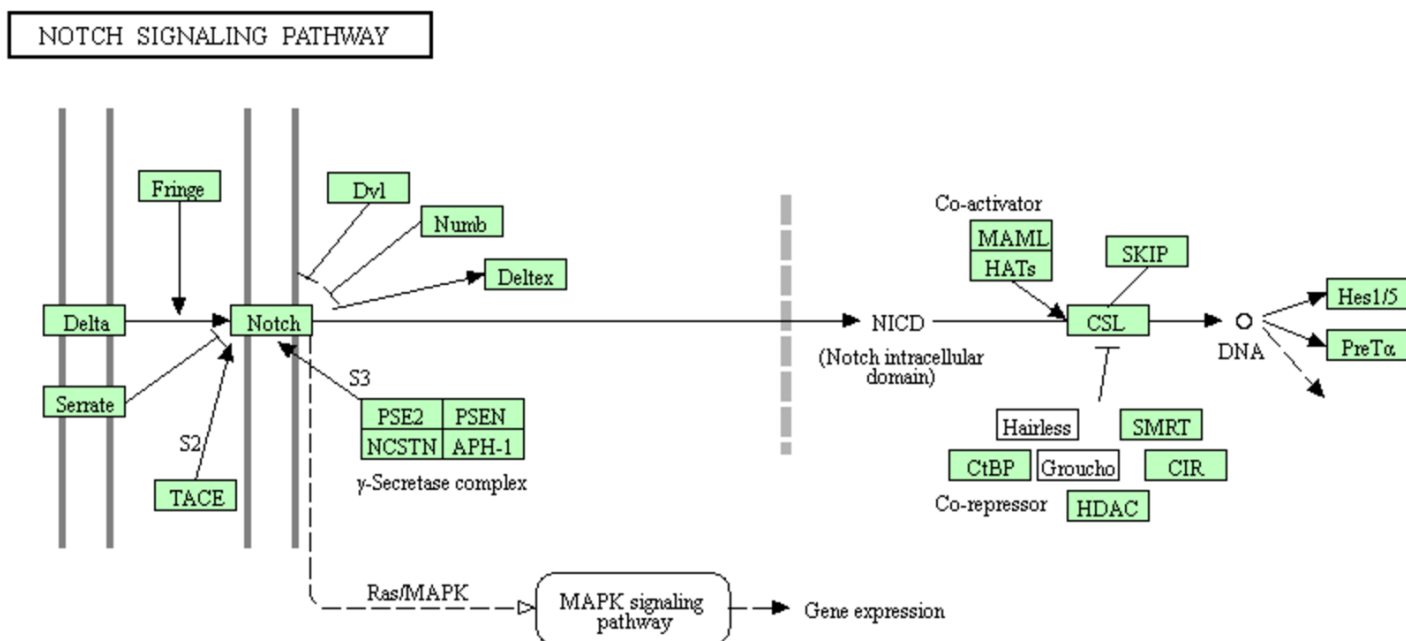 NOTCH SIGNALING PATHWAY
Fringe
Dvl
Numb
Deltex
Delta
Notch
Serrate
S2
TACE
S3
PSE2 PSEN
NCSTN APH-1
γ-Secretase complex
Ras/MAPK
MAPK signaling
pathway
Gene expression
NICD
(Notch intracellular
domain)
Co-activator
MAML
HATs
SKIP
CSL
DNA
Hes1/5
PreTα
Hairless
SMRT
CtBP
Groucho
CIR
Co-repressor
HDAC